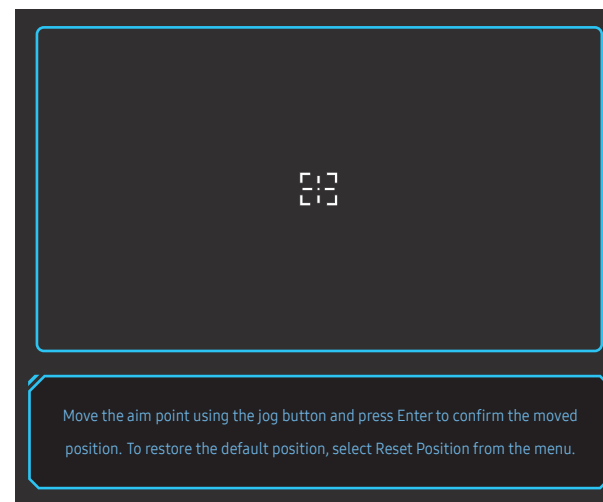 Move the aim point using the jog button and press Enter to confirm the moved
position. To restore the default position, select Reset Position from the menu.